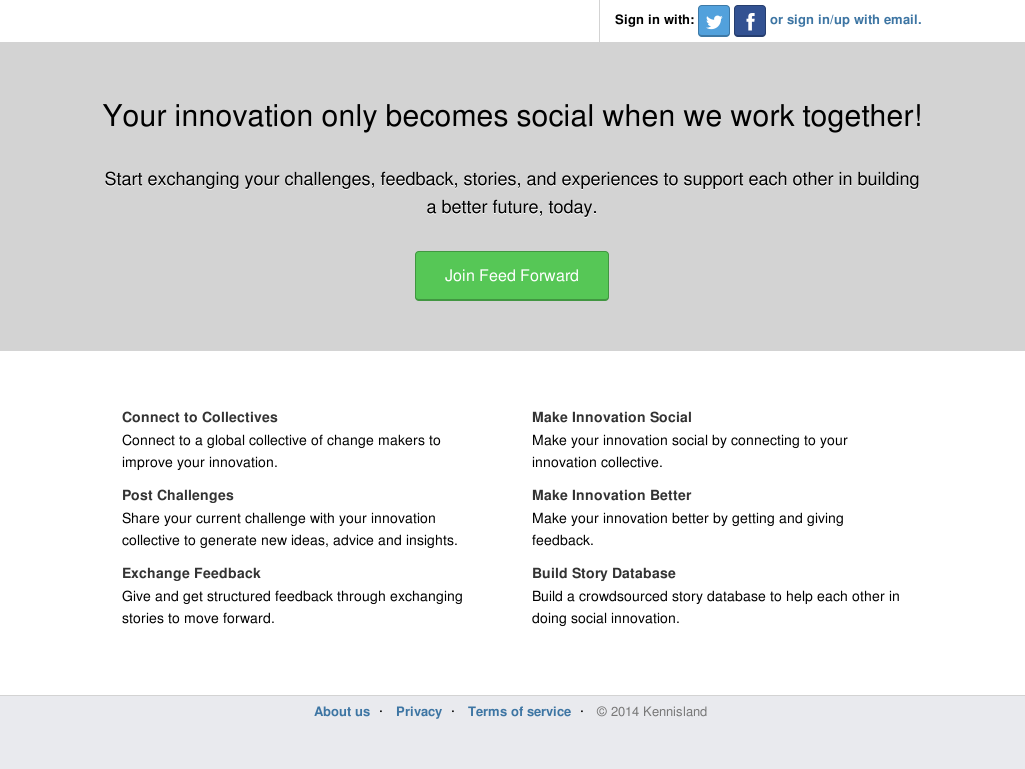 Sign in with: or sign in/up with email.
Your innovation only becomes social when we work together!
Start exchanging your challenges, feedback, stories, and experiences to support each other in building
a better future, today.
Join Feed Forward
Connect to Collectives
Connect to a global collective of change makers to
improve your innovation.
Post Challenges
Share your current challenge with your innovation
collective to generate new ideas, advice and insights.
Exchange Feedback
Give and get structured feedback through exchanging
stories to move forward.
Make Innovation Social
Make your innovation social by connecting to your
innovation collective.
Make Innovation Better
Make your innovation better by getting and giving
feedback.
Build Story Database
Build a crowdsourced story database to help each other in
doing social innovation.
About us · Privacy · Terms of service · © 2014 Kennisland